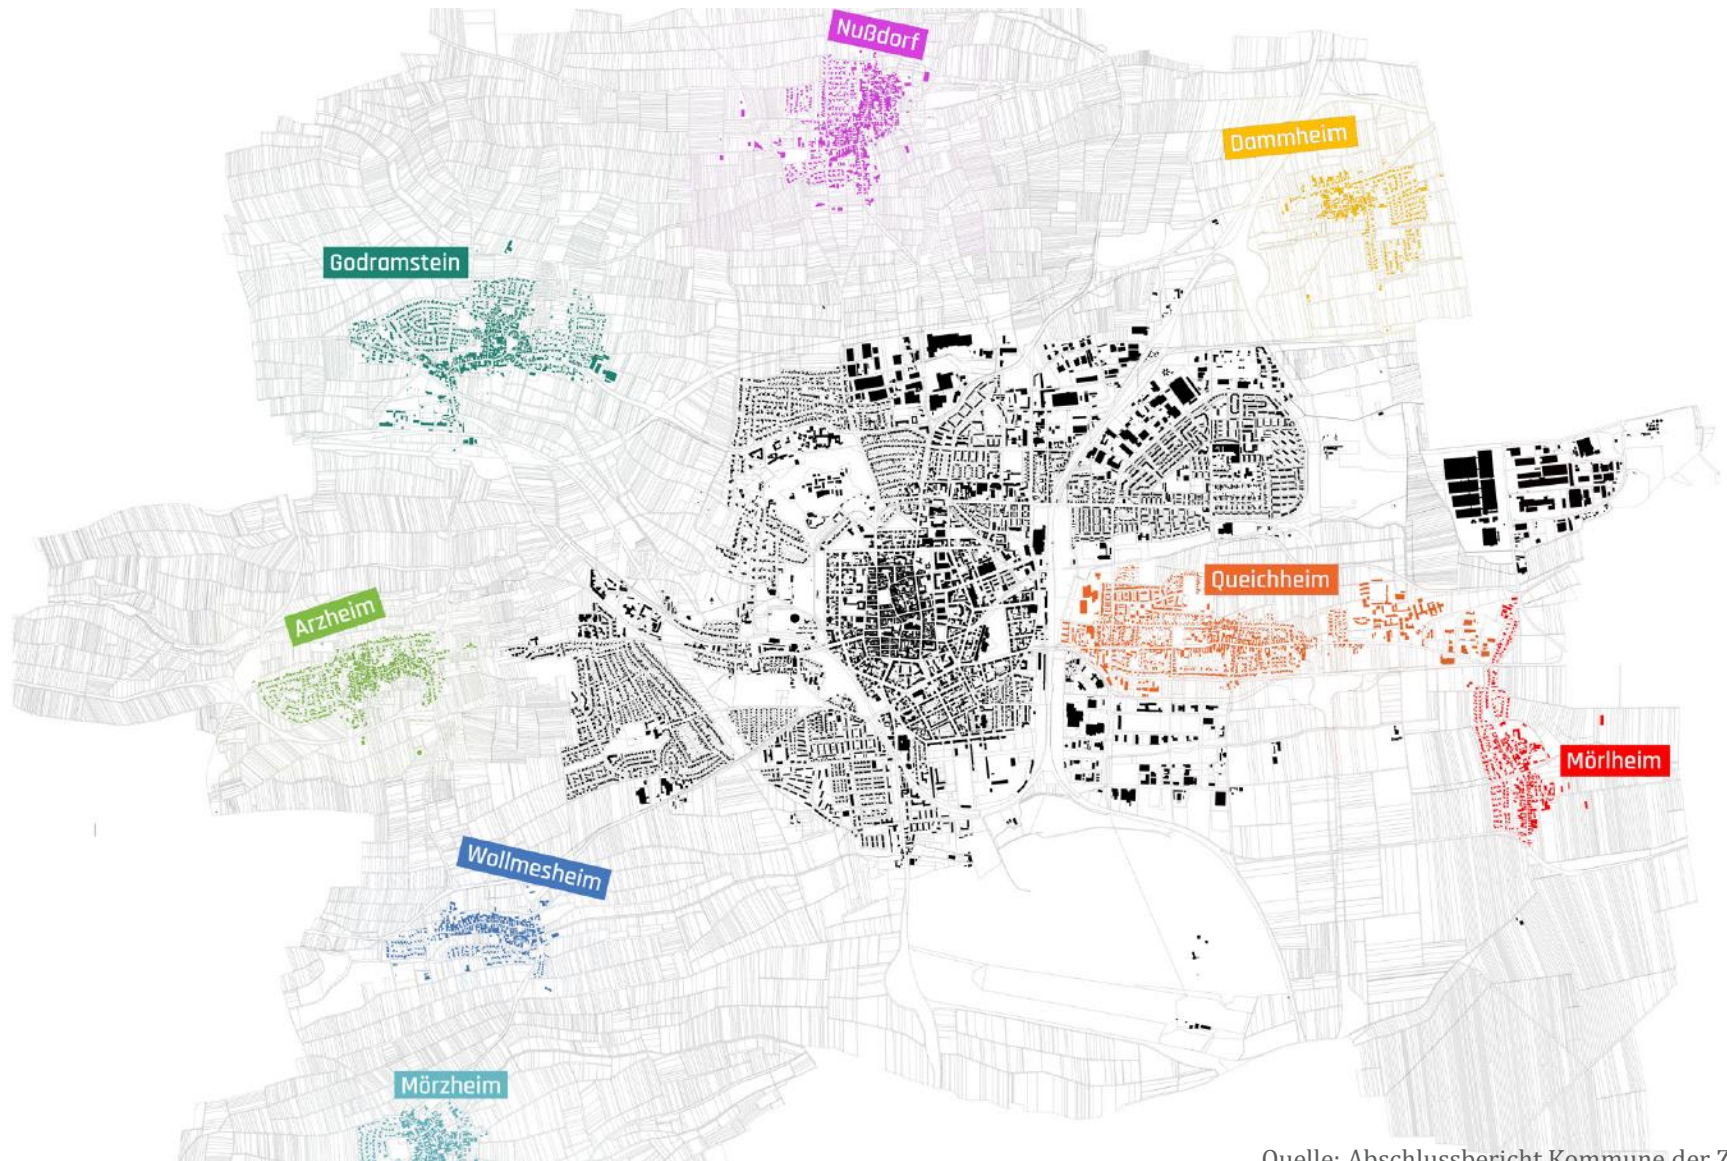 Nußdorf
Dammheim
Godramstein
Queichheim
Arzheim
Mörlheim
Wollmesheim
Mörzheim
Quelle: Abschlussbericht Kommune der Z